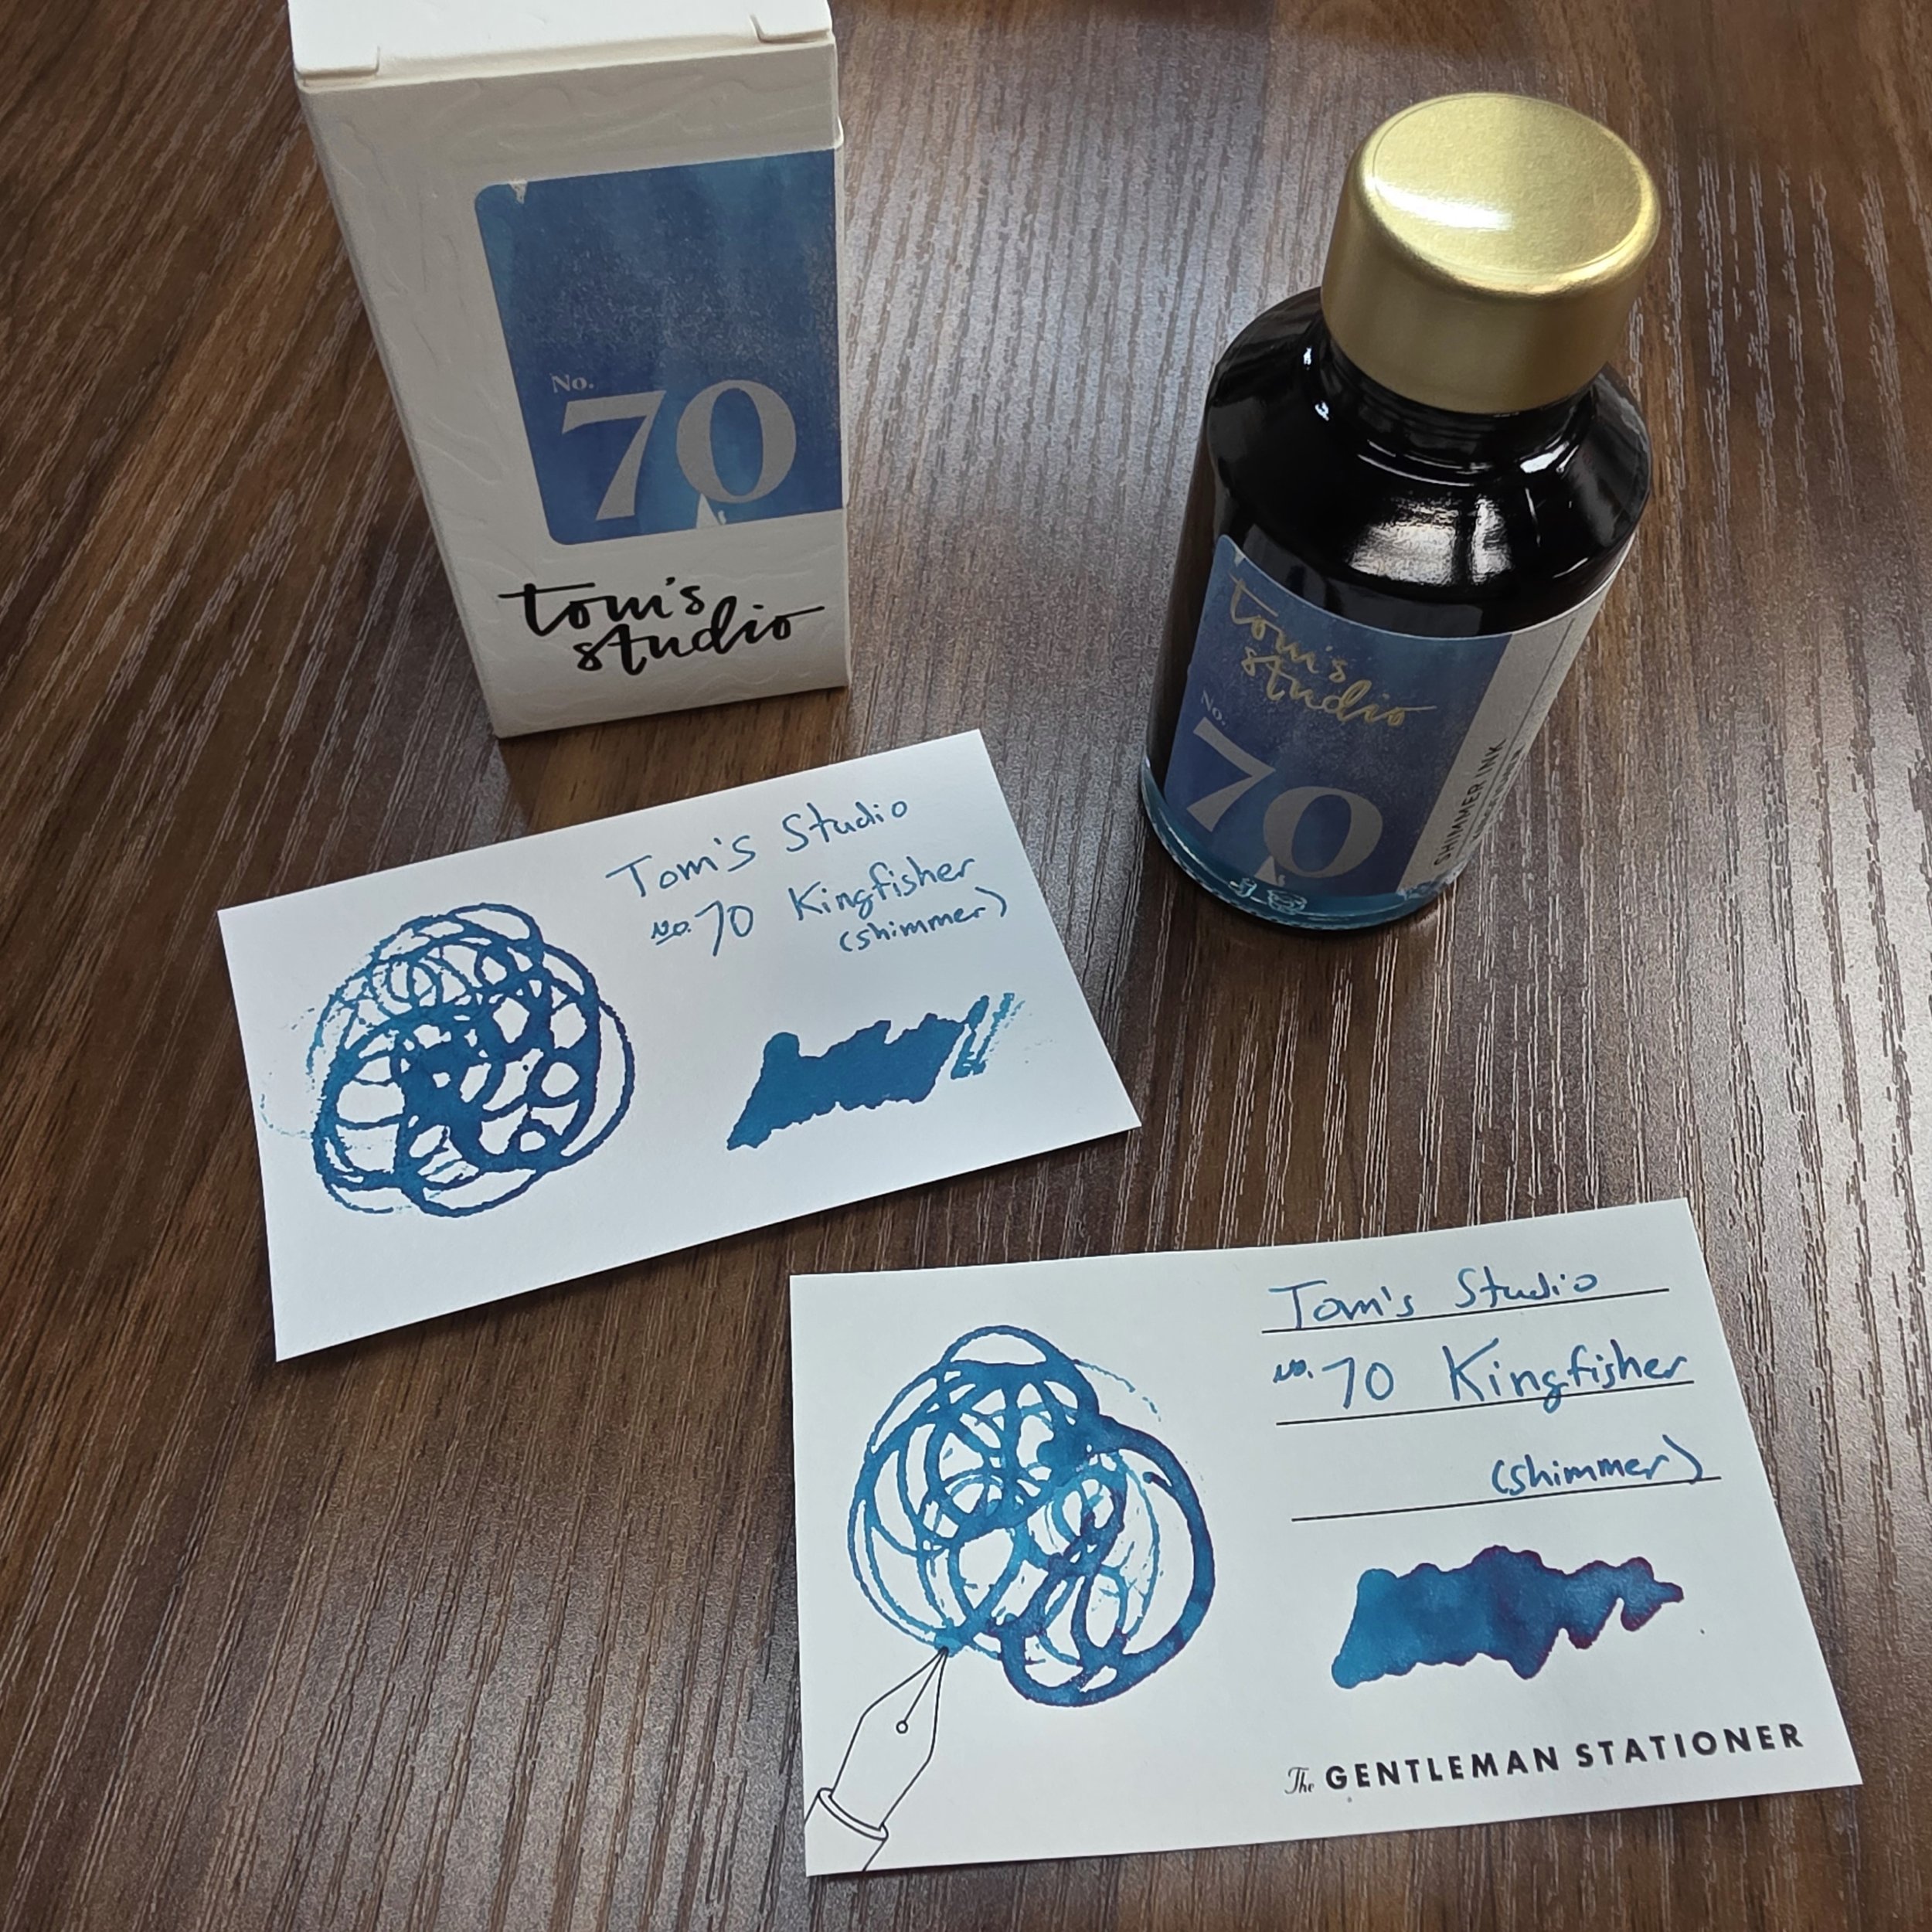 No.
70
tom's
studio
tom's
studio
No.
70
SHIMMER INK
Tom's Studio
No. 70 Kingfisher
(shimmer)
Tom's Studio
No. 70 Kingfisher
(shimmer)
The GENTLEMAN STATIONER